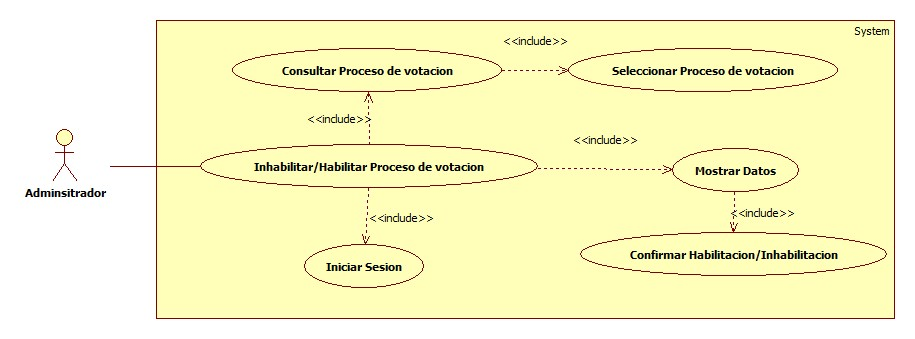 System
<<include>>
Consultar Proceso de votacion
Seleccionar Proceso de votacion
<<include>>
<<include>>
Inhabilitar/Habilitar Proceso de votacion
Mostrar Datos
Adminsitrador
<<include>>
<<include>>
Confirmar Habilitacion/Inhabilitacion
Iniciar Sesion